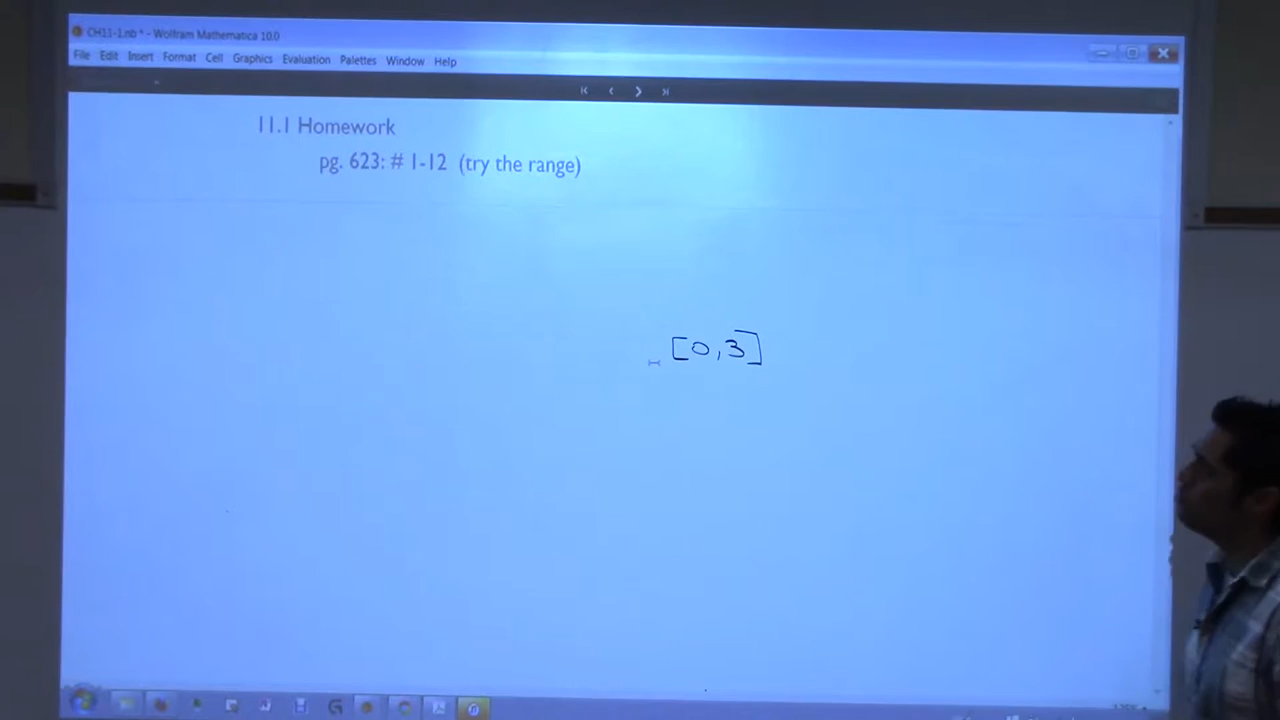 CH11-1.nb * - Wolfram Mathematica 10.0
File Edit Insert Format Cell Graphics Evaluation Palettes Window Help
11.1 Homework
pg. 623: # 1-12 (try the range)
[0,3]